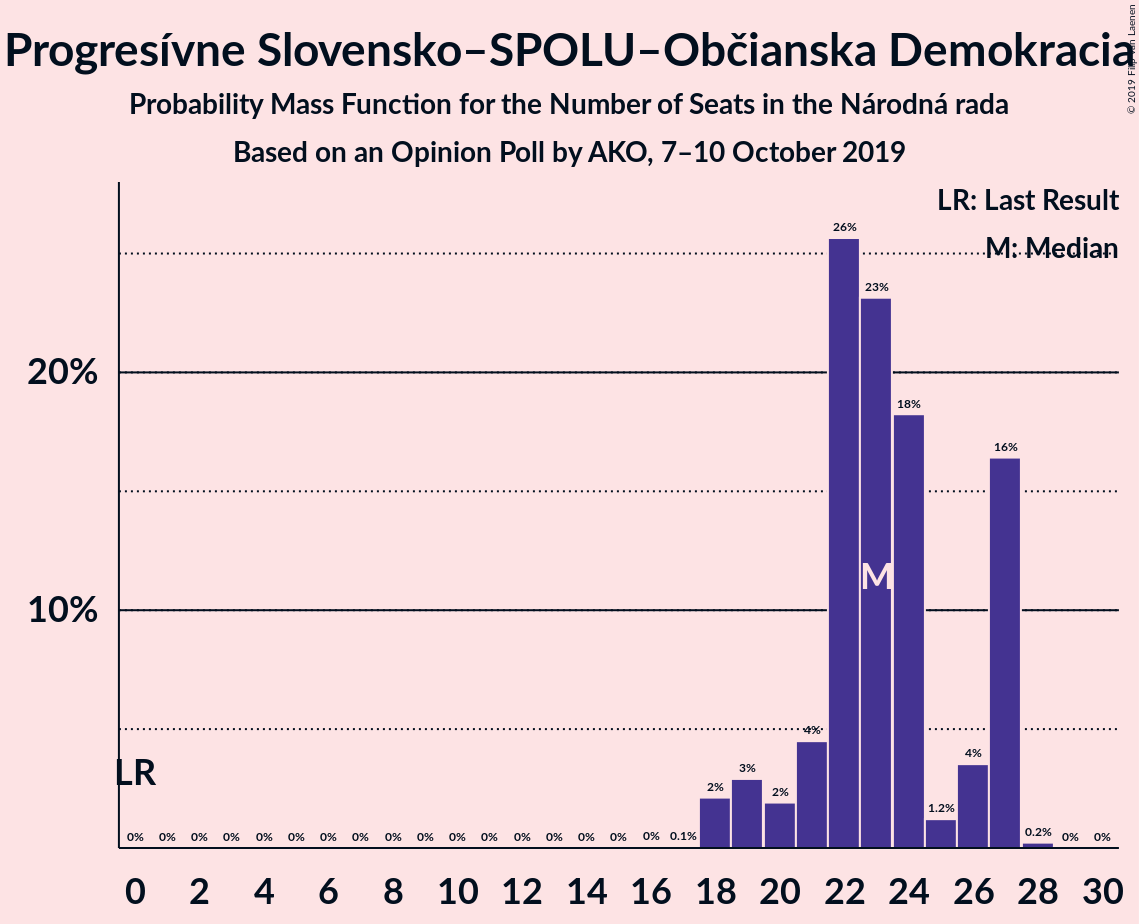 Progresívne Slovensko–SPOLU–Občianska Demokracia
© 2019 Filip van Laenen
Probability Mass Function for the Number of Seats in the Národná rada
Based on an Opinion Poll by AKO, 7–10 October 2019
LR: Last Result
M: Median
20%
10%
26%
23%
18%
16%
M
LR
0% 0% 0% 0% 0% 0% 0% 0% 0% 0% 0% 0% 0% 0% 0% 0% 0% 0.1% 2% 3% 2% 4% 1.2% 4% 0.2% 0% 0%
0 2 4 6 8 10 12 14 16 18 20 22 24 26 28 30